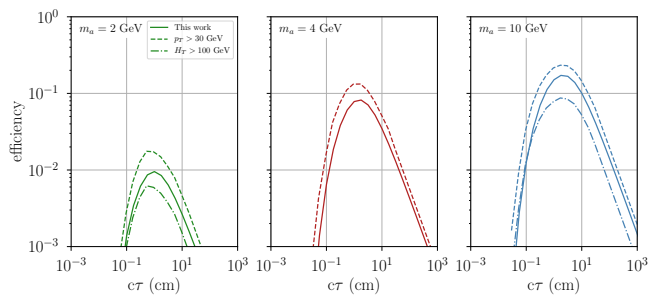 m_a = 2 GeV
This work
p_T > 30 GeV
H_T > 100 GeV
m_a = 4 GeV
m_a = 10 GeV
efficiency
10^0
10^−1
10^−2
10^−3
10^−3 10^−1 10^1 10^3
10^−3 10^−1 10^1 10^3
10^−3 10^−1 10^1 10^3
cτ (cm)
cτ (cm)
cτ (cm)